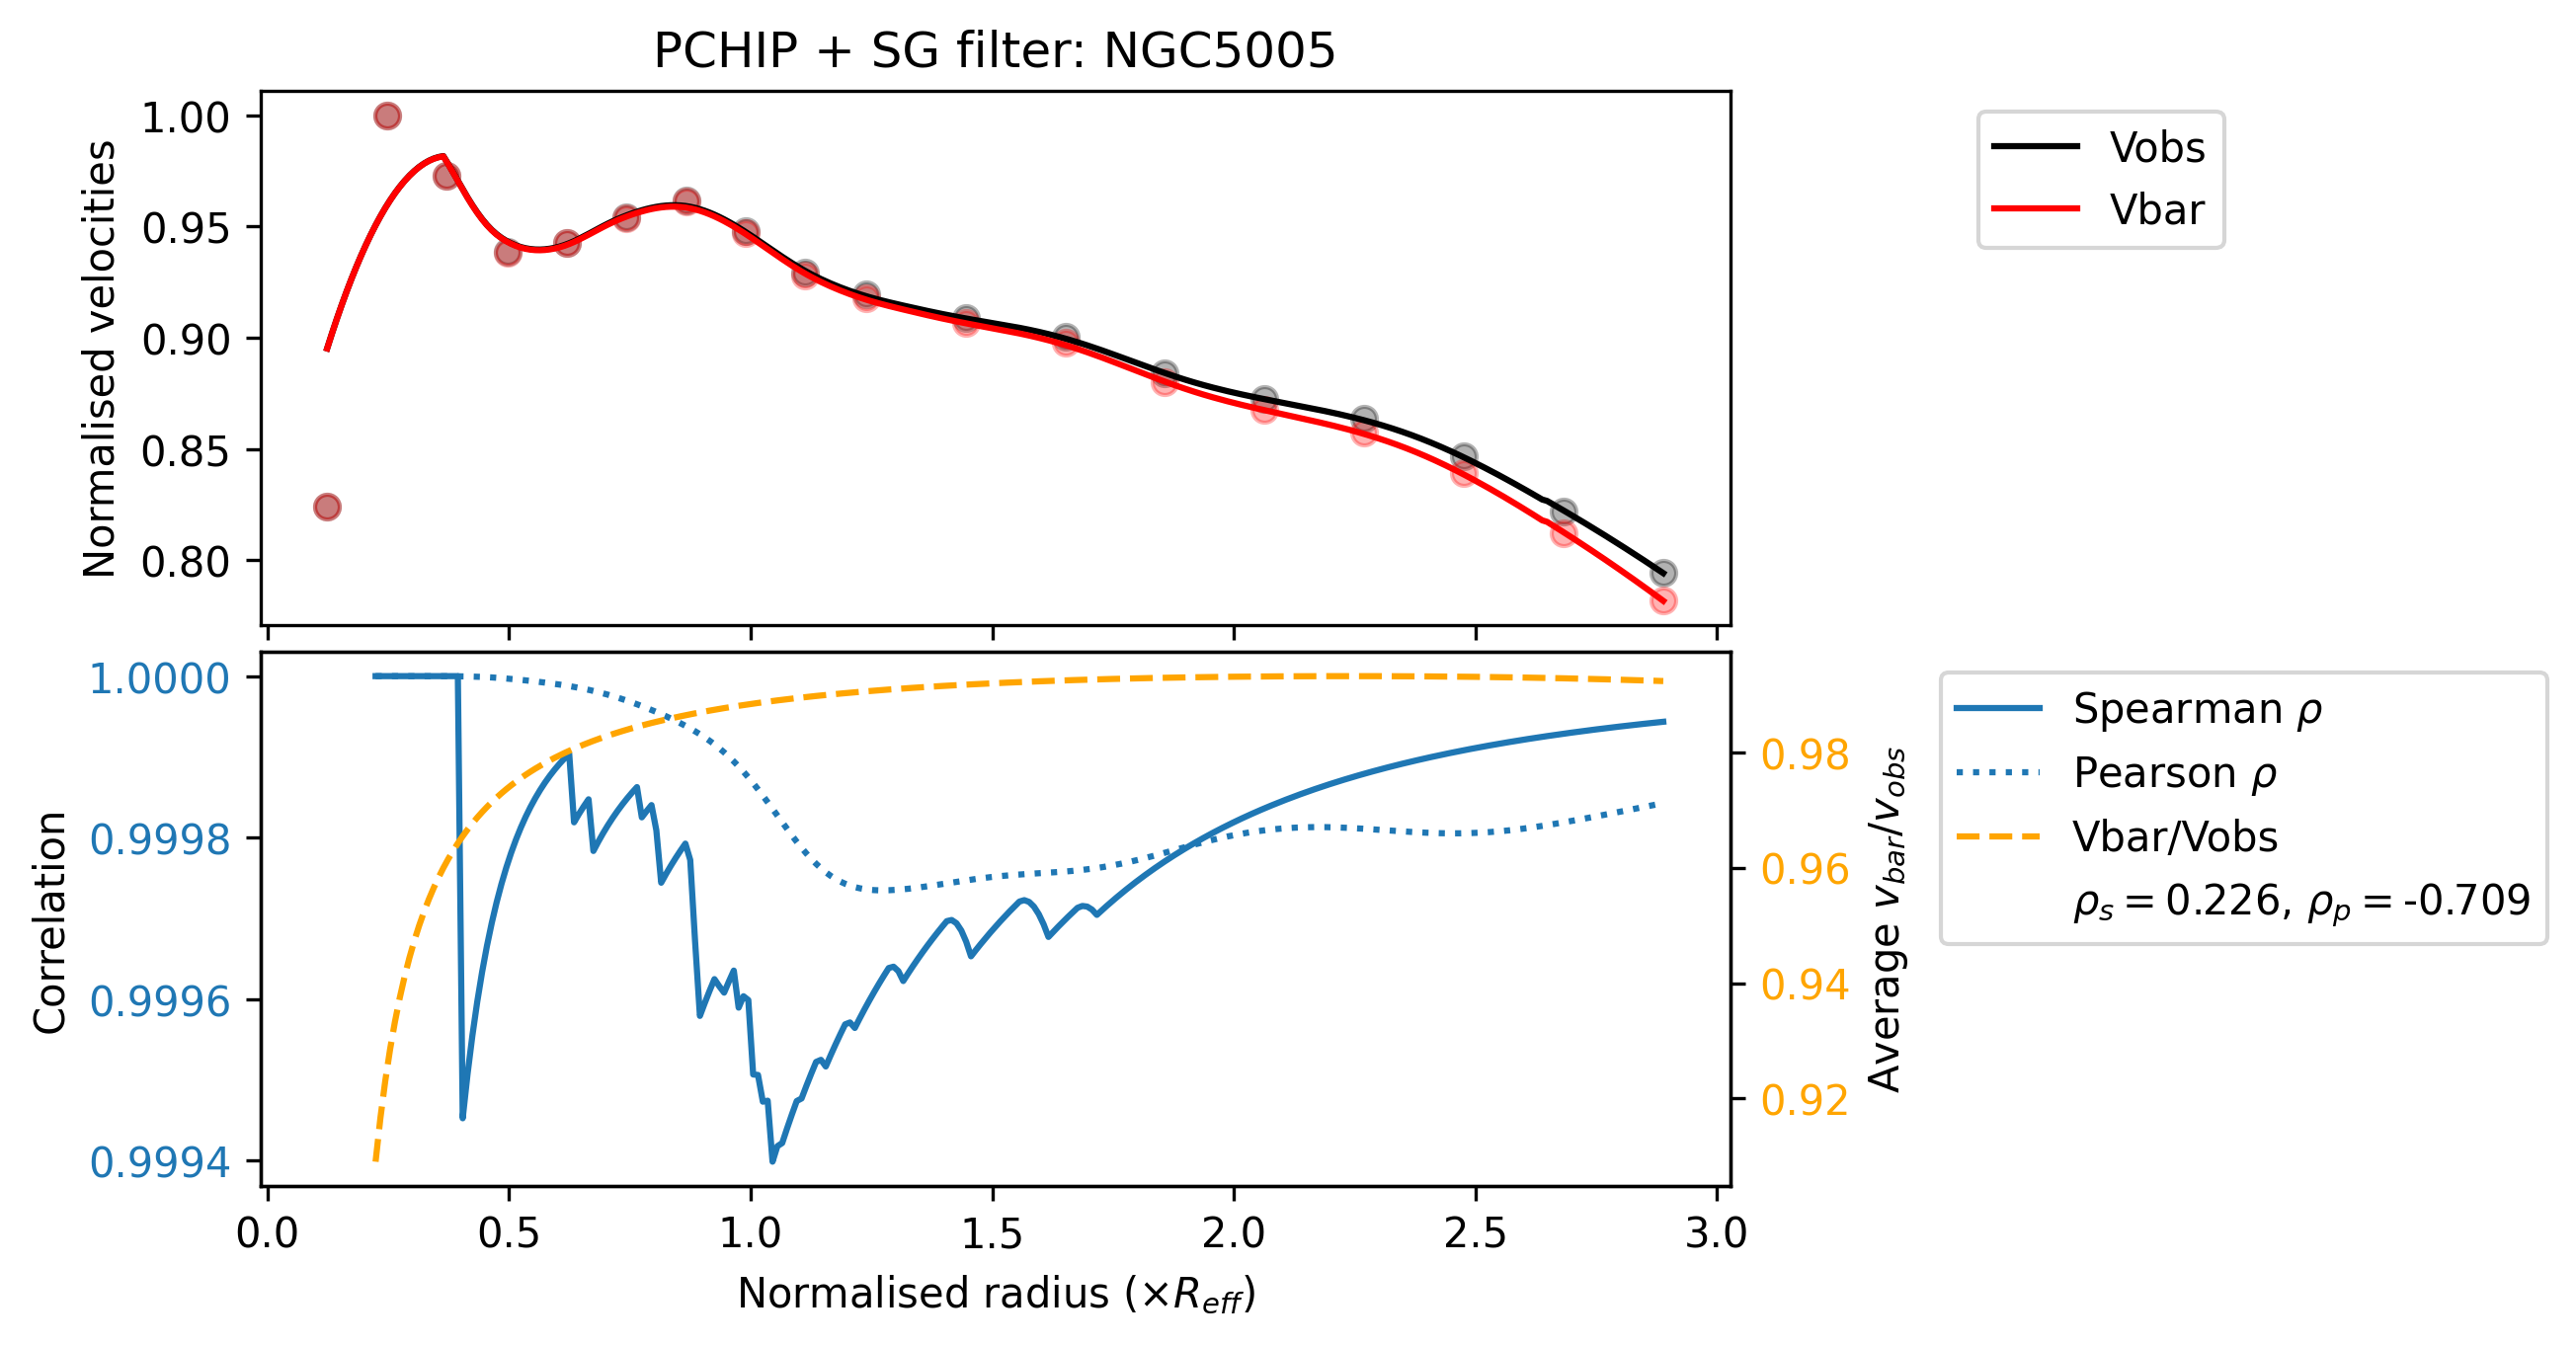 PCHIP + SG filter: NGC5005
Normalised velocities
1.00
0.95
0.90
0.85
0.80
Vobs
Vbar
Correlation
1.0000
0.9998
0.9996
0.9994
0.98
0.96
0.94
0.92
Average v_bar/v_obs
Spearman ρ
Pearson ρ
Vbar/Vobs
ρ_s = 0.226, ρ_p = -0.709
0.0 0.5 1.0 1.5 2.0 2.5 3.0
Normalised radius (×R_eff)